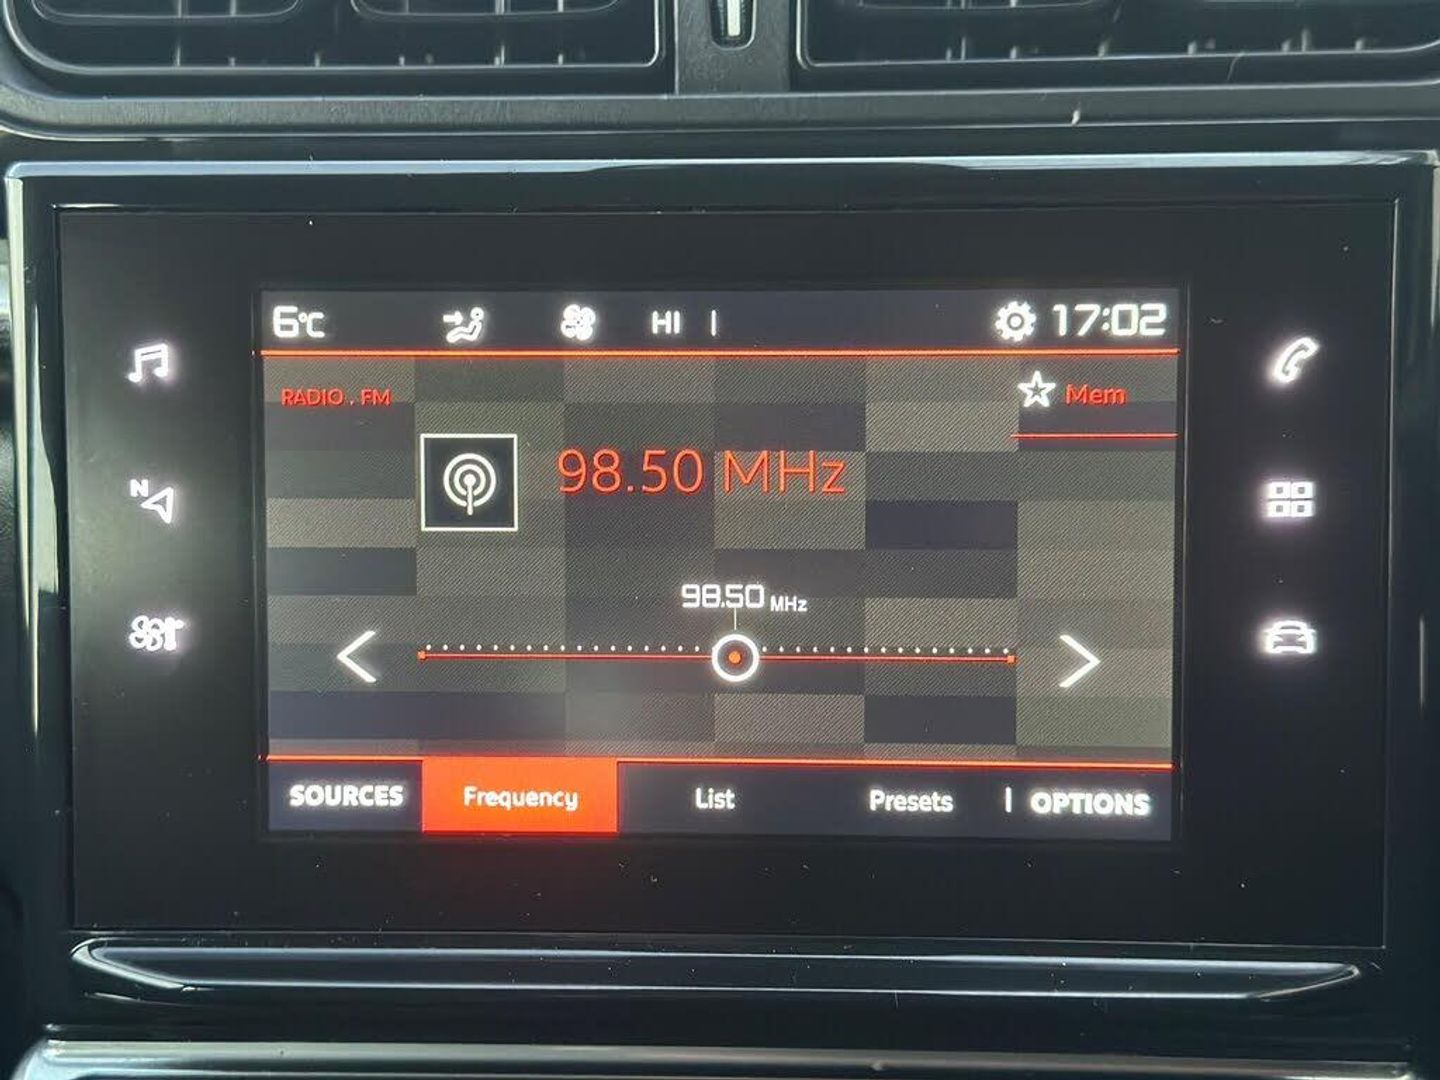 6°C HI 17:02
RADIO . FM
Mem
98.50 MHz
98.50 MHz
N
SOURCES Frequency List Presets OPTIONS